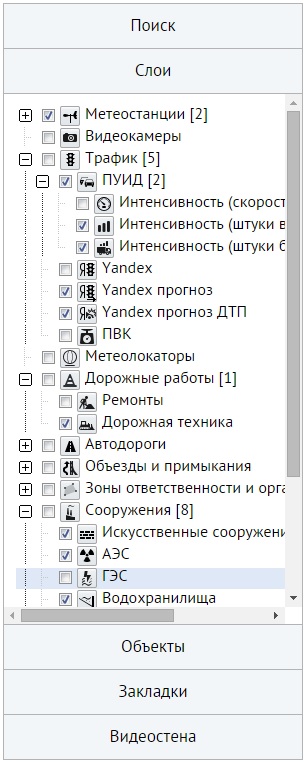 Поиск
Слои
Метеостанции [2]
Видеокамеры
Трафик [5]
ПУИД [2]
Интенсивность (скорост
Интенсивность (штуки в
Интенсивность (штуки б
Yandex
Yandex прогноз
Yandex прогноз ДТП
ПВК
Метеолокаторы
Дорожные работы [1]
Ремонты
Дорожная техника
Автодороги
Объезды и примыкания
Зоны ответственности и орга
Сооружения [8]
Искусственные сооружени
АЭС
ГЭС
Водохранилища
Объекты
Закладки
Видеостена